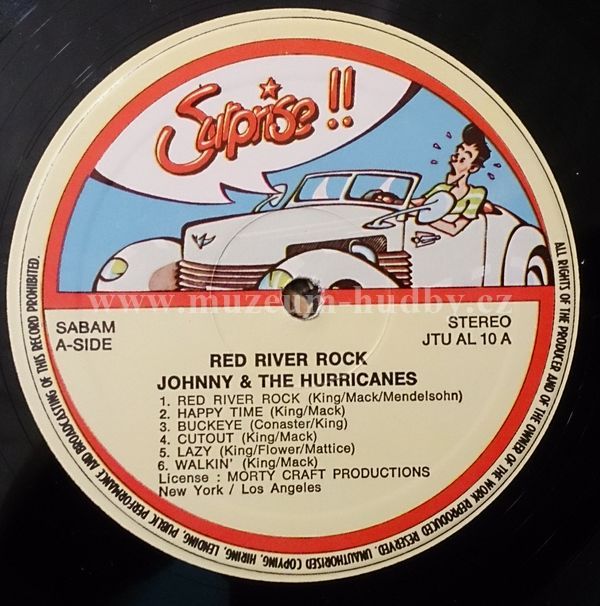 Surprise !!
www.muzeum-hudby.cz
SABAM
A-SIDE
STEREO
JTU AL 10 A
RED RIVER ROCK
JOHNNY & THE HURRICANES
1. RED RIVER ROCK (King/Mack/Mendelsohn)
2. HAPPY TIME (King/Mack)
3. BUCKEYE (Conaster/King)
4. CUTOUT (King/Mack)
5. LAZY (King/Flower/Mattice)
6. WALKIN' (King/Mack)
License : MORTY CRAFT PRODUCTIONS
New York / Los Angeles
ALL RIGHTS OF THE PRODUCER AND OF THE OWNER OF THE WORK REPRODUCED RESERVED. UNAUTHORISED COPYING, HIRING, LENDING, PUBLIC PERFORMANCE AND BROADCASTING OF THIS RECORD PROHIBITED.